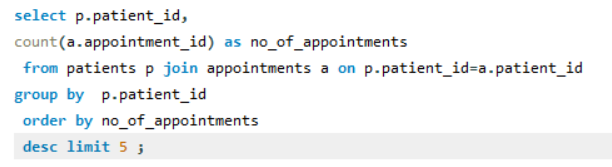 select p.patient_id,
count(a.appointment_id) as no_of_appointments
from patients p join appointments a on p.patient_id=a.patient_id
group by  p.patient_id
order by no_of_appointments
desc limit 5 ;